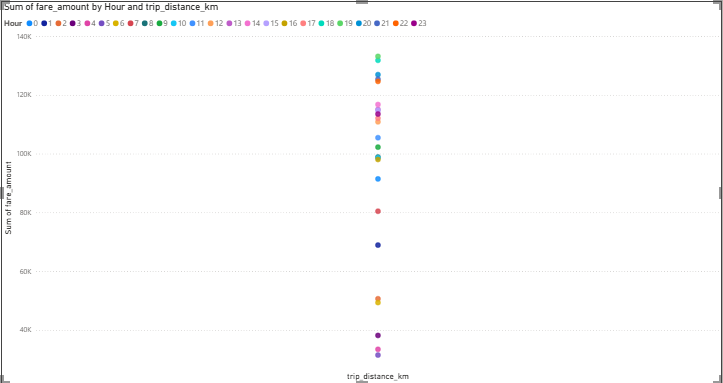 Sum of fare_amount by Hour and trip_distance_km
Hour 0 1 2 3 4 5 6 7 8 9 10 11 12 13 14 15 16 17 18 19 20 21 22 23
140K
120K
100K
80K
60K
40K
Sum of fare_amount
trip_distance_km